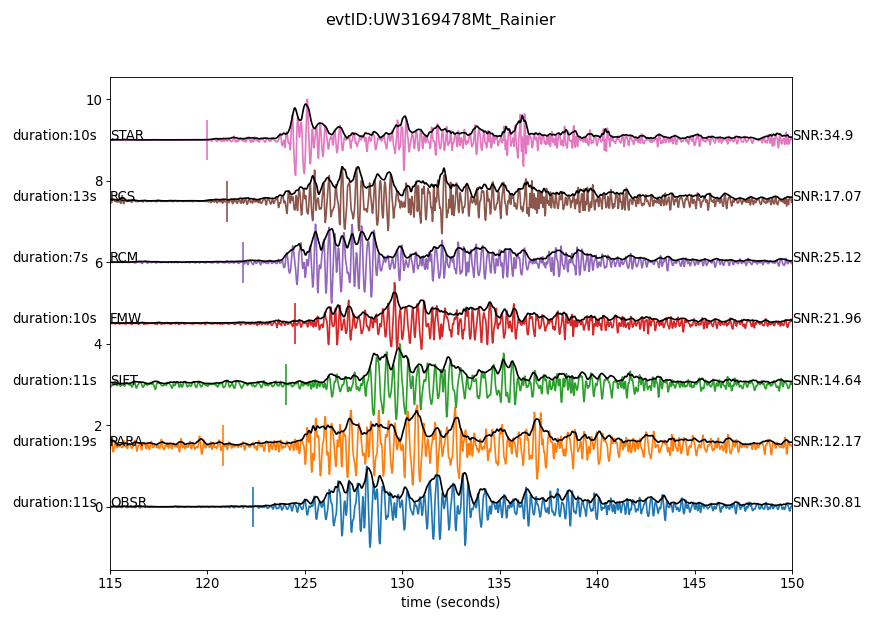 evtID:UW3169478Mt_Rainier
10
duration:10s STAR SNR:34.9
8
duration:13s RCS SNR:17.07
duration:7s RCM SNR:25.12
6
duration:10s FMW SNR:21.96
4
duration:11s SIFT SNR:14.64
2
duration:19s PARA SNR:12.17
duration:11s OBSR SNR:30.81
0
115 120 125 130 135 140 145 150
time (seconds)